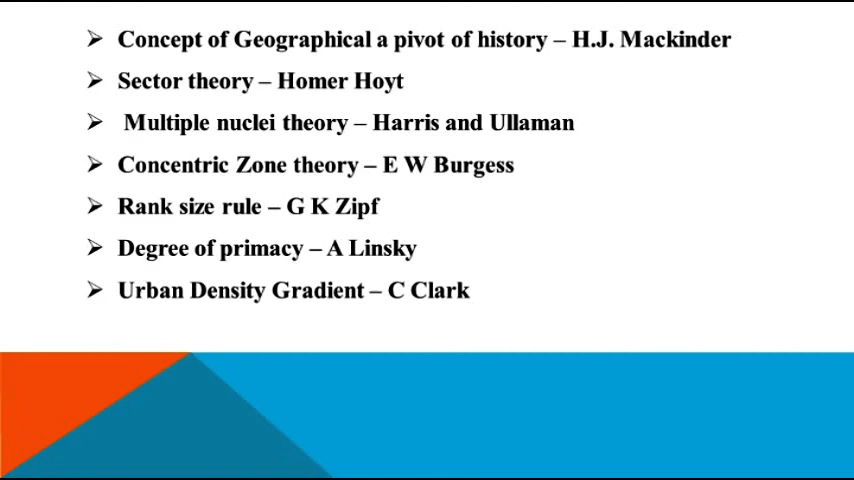 ➢ Concept of Geographical a pivot of history – H.J. Mackinder
➢ Sector theory – Homer Hoyt
➢ Multiple nuclei theory – Harris and Ullaman
➢ Concentric Zone theory – E W Burgess
➢ Rank size rule – G K Zipf
➢ Degree of primacy – A Linsky
➢ Urban Density Gradient – C Clark